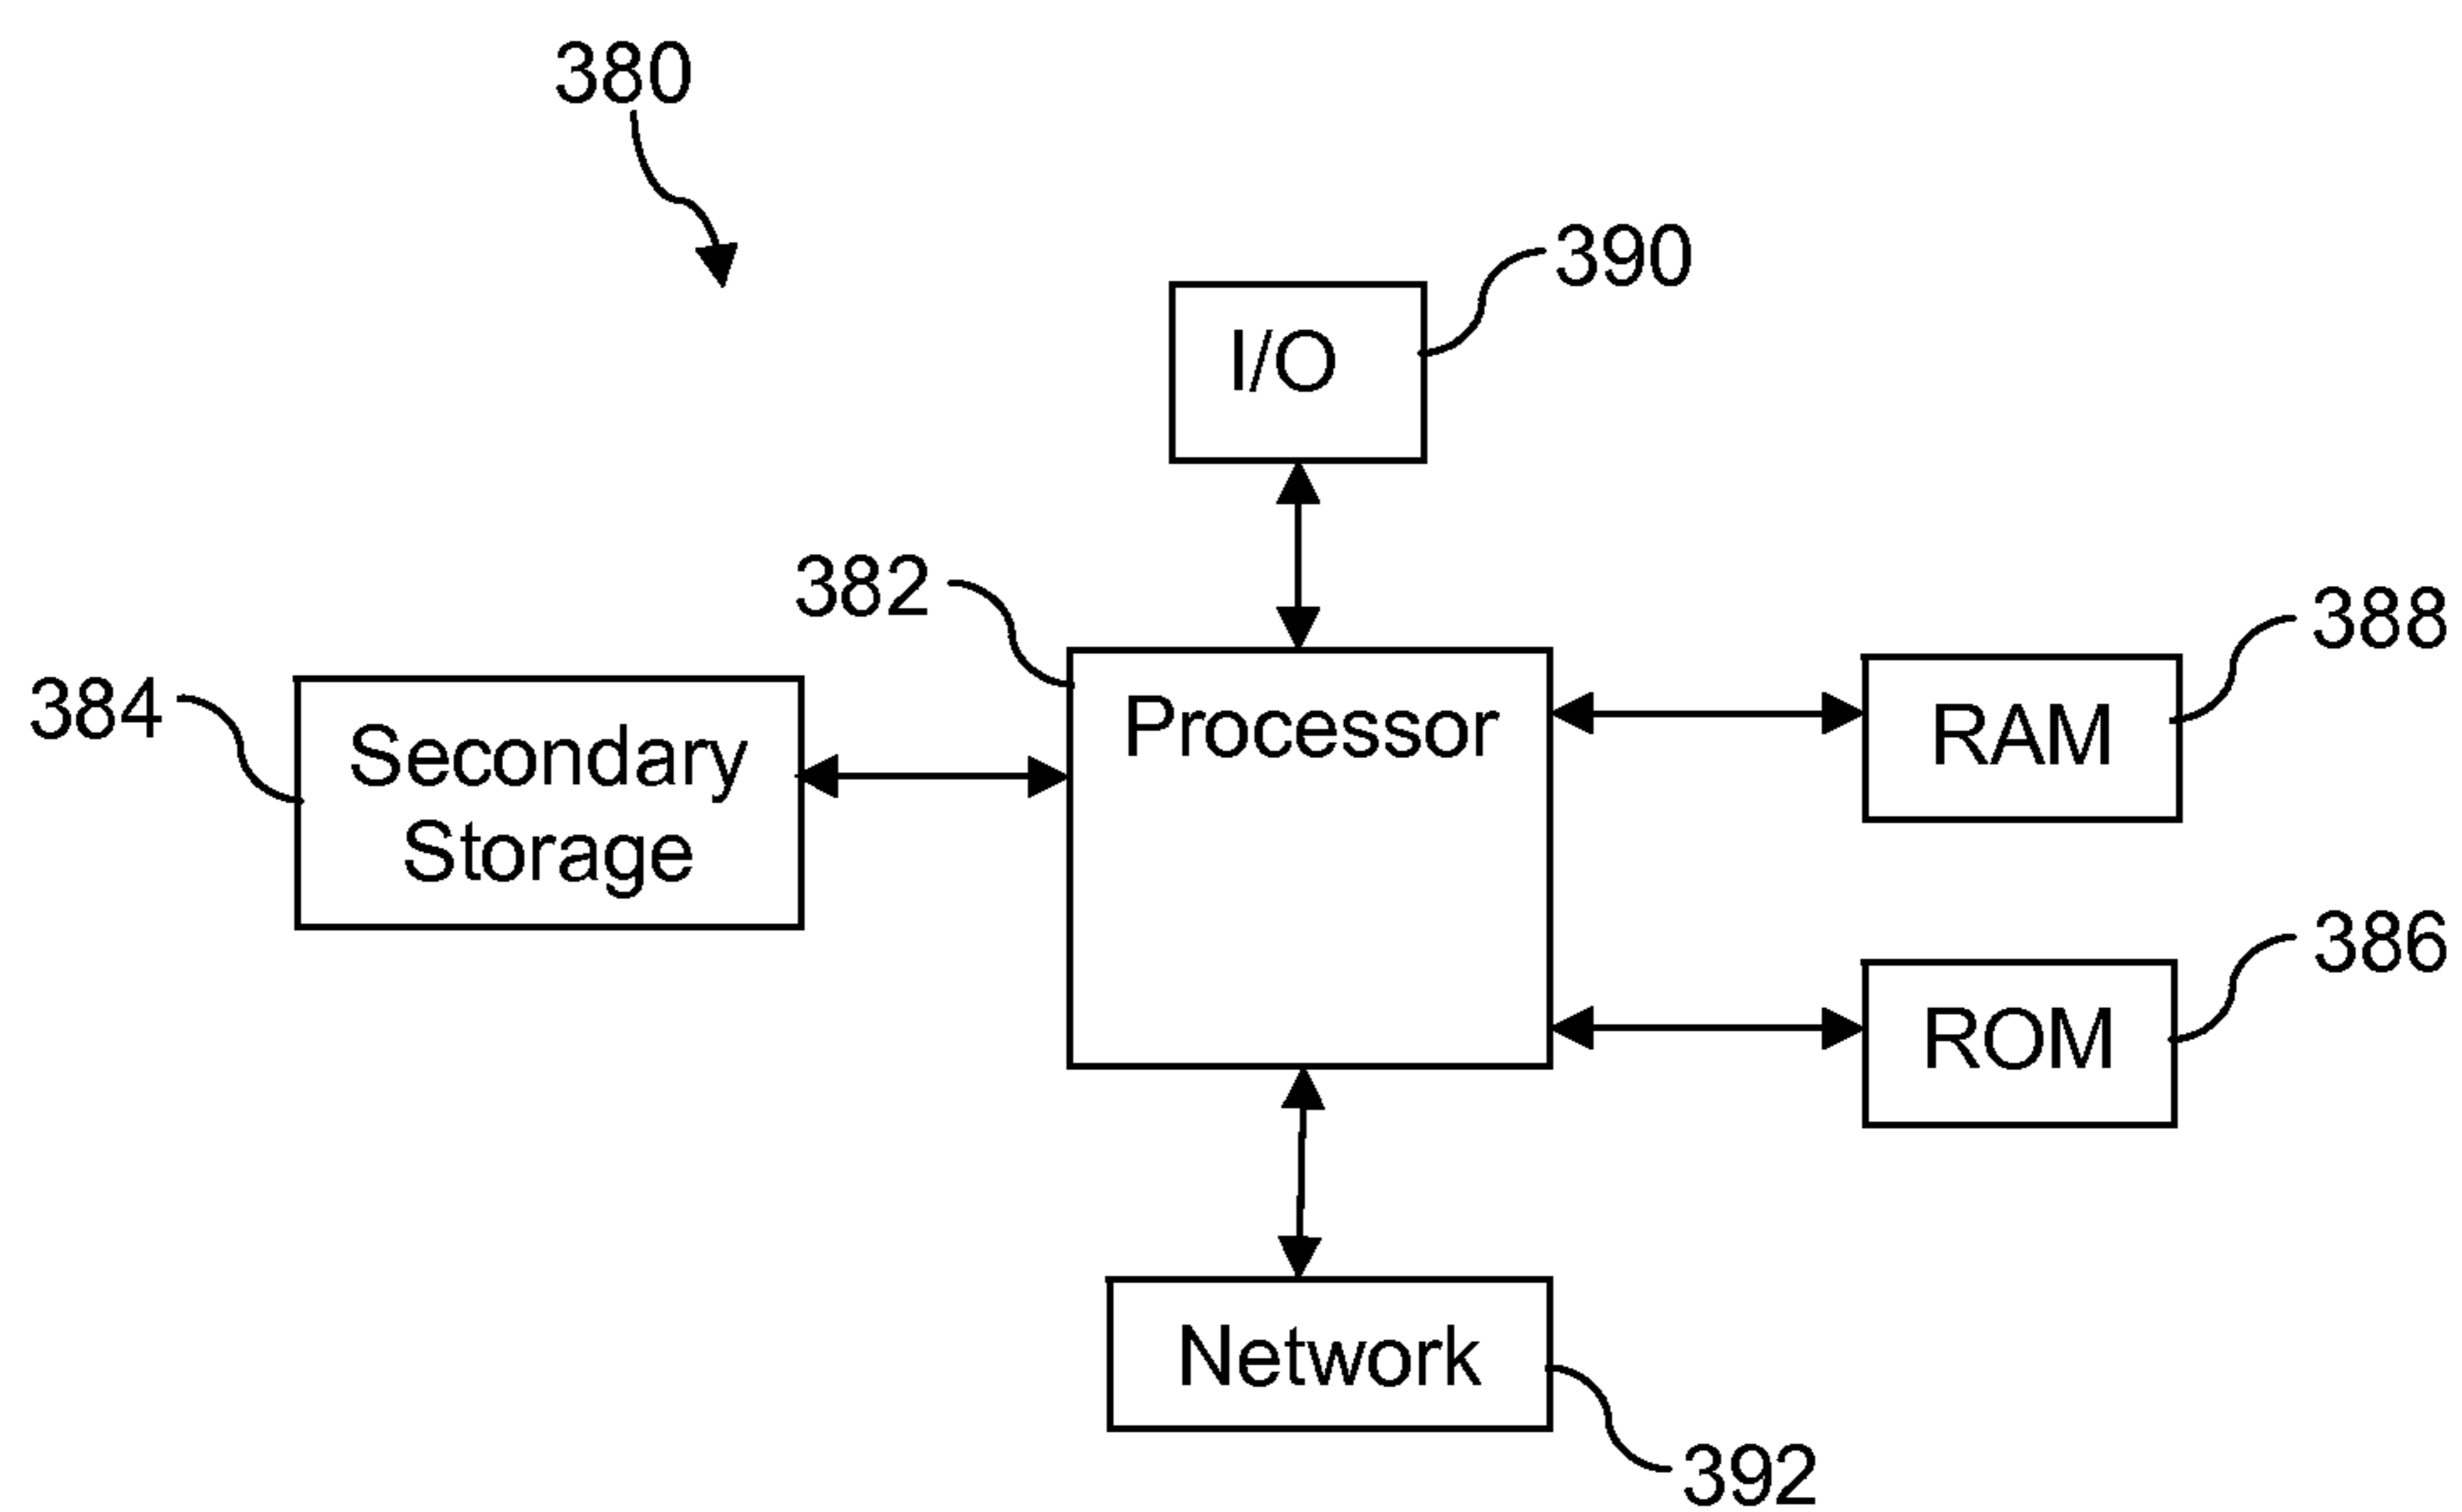 380
390
I/O
382
388
384
Processor
RAM
Secondary
Storage
386
ROM
Network
392